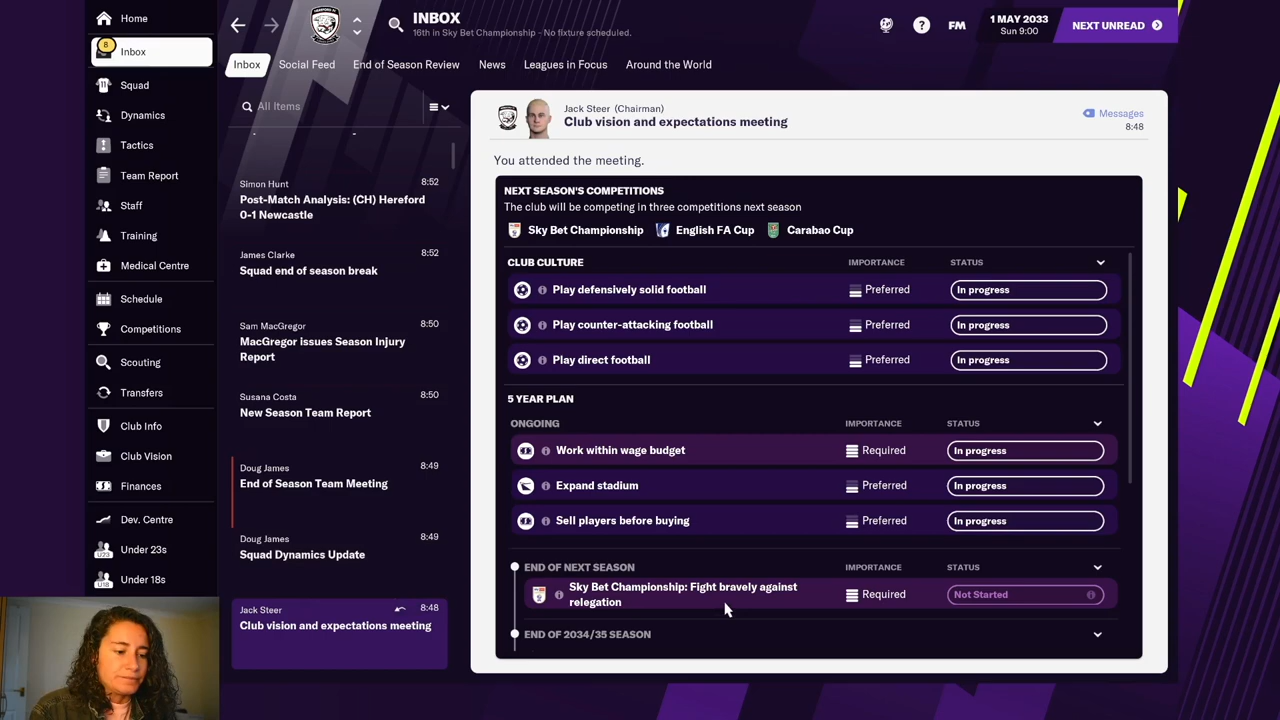 Home
INBOX
16th in Sky Bet Championship - No fixture scheduled.
FM
1 MAY 2033
Sun 9:00
NEXT UNREAD
8
Inbox
Squad
Dynamics
Tactics
Team Report
Staff
Training
Medical Centre
Schedule
Competitions
Scouting
Transfers
Club Info
Club Vision
Finances
Dev. Centre
U23
Under 23s
U18
Under 18s
Inbox
Social Feed
End of Season Review
News
Leagues in Focus
Around the World
All Items
Simon Hunt
8:52
Post-Match Analysis: (CH) Hereford
0-1 Newcastle
James Clarke
8:52
Squad end of season break
Sam MacGregor
8:50
MacGregor issues Season Injury
Report
Susana Costa
8:50
New Season Team Report
Doug James
8:49
End of Season Team Meeting
Doug James
8:49
Squad Dynamics Update
Jack Steer
8:48
Club vision and expectations meeting
Jack Steer (Chairman)
Club vision and expectations meeting
Messages
8:48
You attended the meeting.
NEXT SEASON'S COMPETITIONS
The club will be competing in three competitions next season
Sky Bet Championship
English FA Cup
Carabao Cup
CLUB CULTURE
IMPORTANCE
STATUS
Play defensively solid football
Preferred
In progress
Play counter-attacking football
Preferred
In progress
Play direct football
Preferred
In progress
5 YEAR PLAN
ONGOING
IMPORTANCE
STATUS
Work within wage budget
Required
In progress
Expand stadium
Preferred
In progress
Sell players before buying
Preferred
In progress
END OF NEXT SEASON
IMPORTANCE
STATUS
Sky Bet Championship: Fight bravely against
relegation
Required
Not Started
END OF 2034/35 SEASON